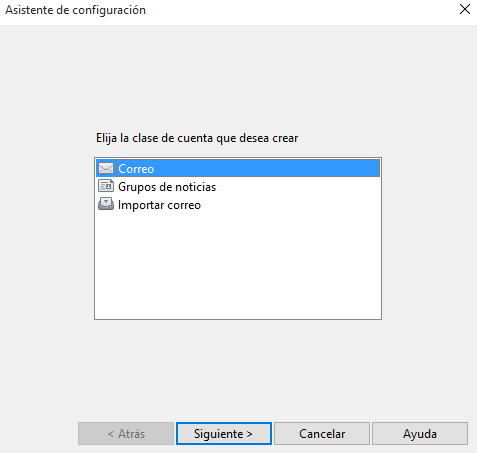 Asistente de configuración
Elija la clase de cuenta que desea crear
Correo
Grupos de noticias
Importar correo
< Atrás
Siguiente >
Cancelar
Ayuda